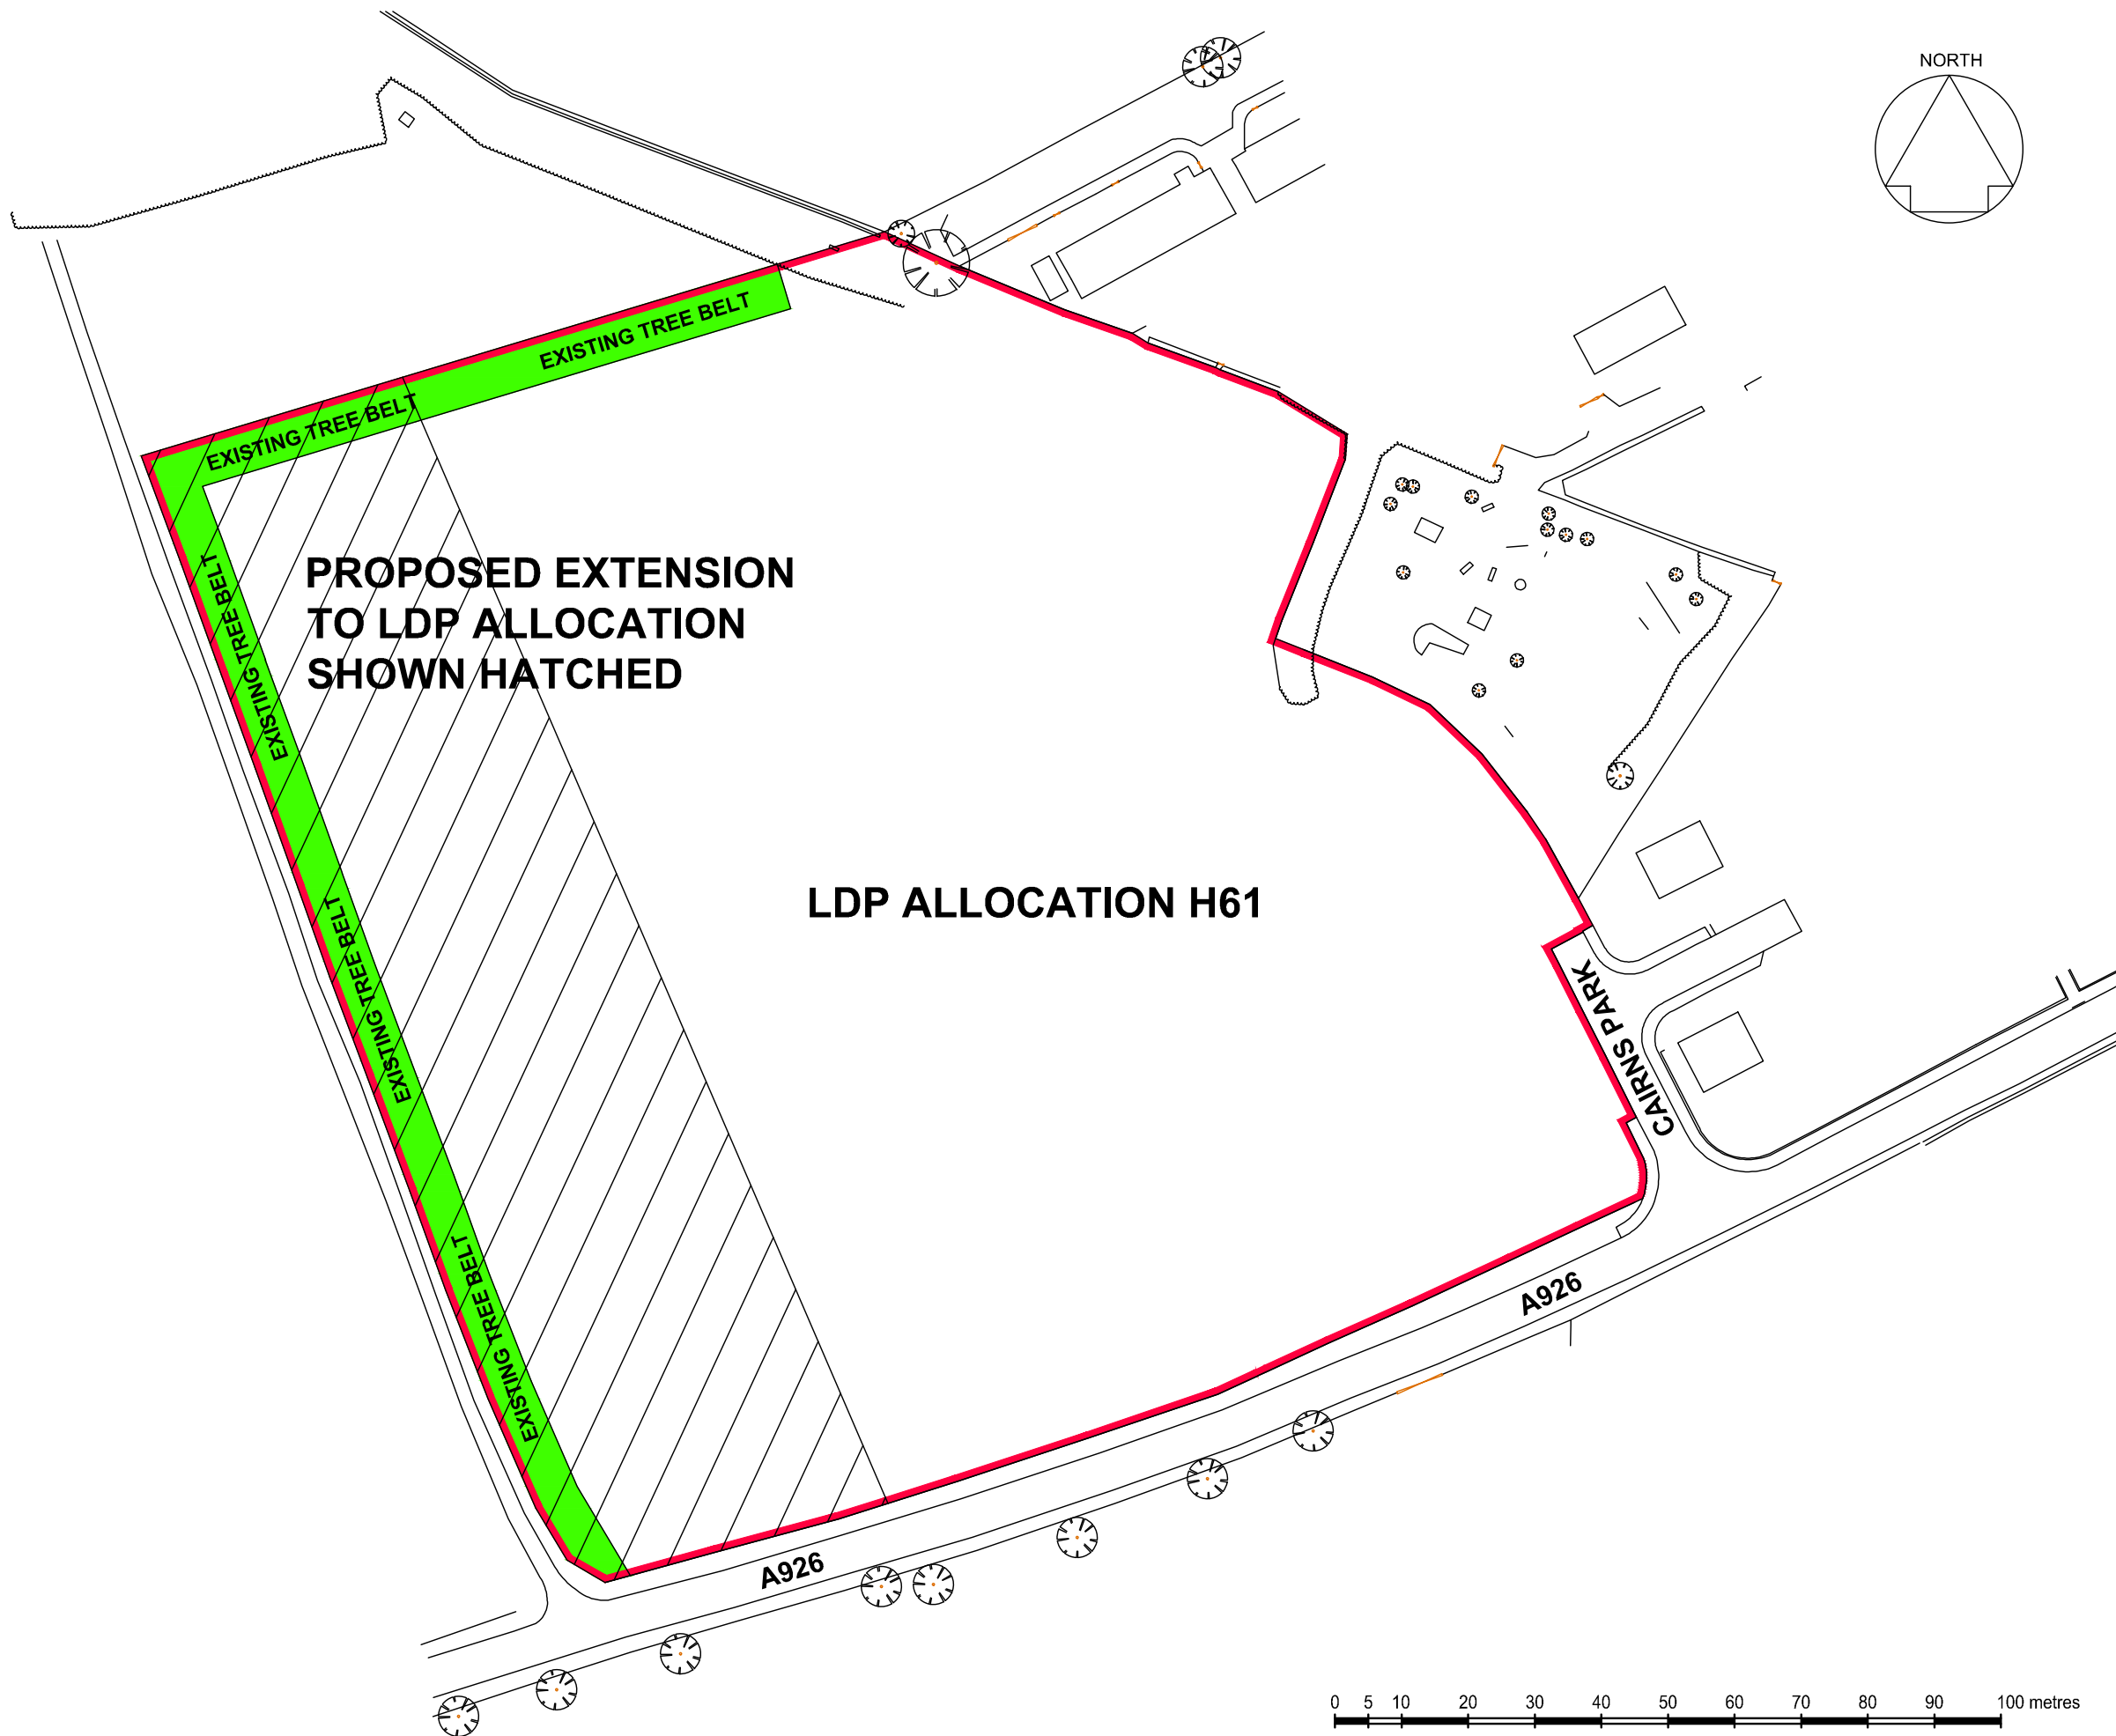 NORTH
EXISTING TREE BELT
EXISTING TREE BELT
EXISTING TREE BELT
PROPOSED EXTENSION
TO LDP ALLOCATION
SHOWN HATCHED
LDP ALLOCATION H61
EXISTING TREE BELT
CAIRNS PARK
EXISTING TREE BELT
A926
A926
0 5 10 20 30 40 50 60 70 80 90 100 metres